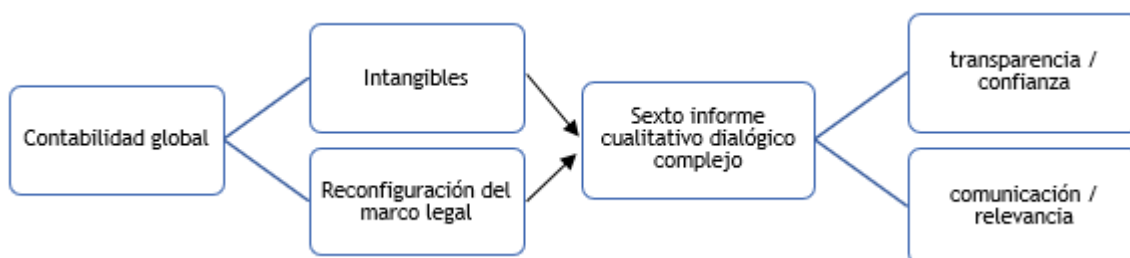 Contabilidad global
Intangibles
Reconfiguración del
marco legal
Sexto informe
cualitativo dialógico
complejo
transparencia /
confianza
comunicación /
relevancia